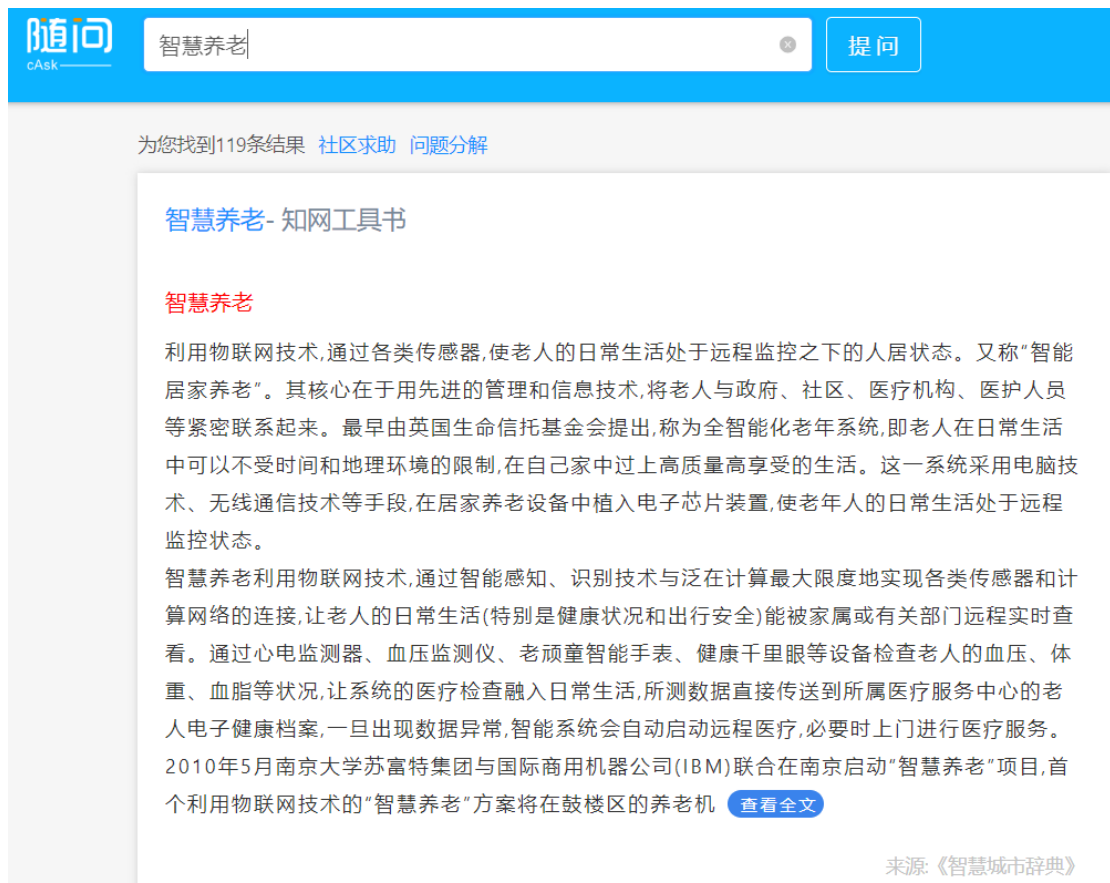 随问
cAsk
智慧养老
提问
为您找到119条结果 社区求助 问题分解
智慧养老- 知网工具书
智慧养老
利用物联网技术,通过各类传感器,使老人的日常生活处于远程监控之下的人居状态。又称“智能
居家养老”。其核心在于用先进的管理和信息技术,将老人与政府、社区、医疗机构、医护人员
等紧密联系起来。最早由英国生命信托基金会提出,称为全智能化老年系统,即老人在日常生活
中可以不受时间和地理环境的限制,在自己家中过上高质量高享受的生活。这一系统采用电脑技
术、无线通信技术等手段,在居家养老设备中植入电子芯片装置,使老年人的日常生活处于远程
监控状态。
智慧养老利用物联网技术,通过智能感知、识别技术与泛在计算最大限度地实现各类传感器和计
算网络的连接,让老人的日常生活(特别是健康状况和出行安全)能被家属或有关部门远程实时查
看。通过心电监测器、血压监测仪、老顽童智能手表、健康千里眼等设备检查老人的血压、体
重、血脂等状况,让系统的医疗检查融入日常生活,所测数据直接传送到所属医疗服务中心的老
人电子健康档案,一旦出现数据异常,智能系统会自动启动远程医疗,必要时上门进行医疗服务。
2010年5月南京大学苏富特集团与国际商用机器公司(IBM)联合在南京启动“智慧养老”项目,首
个利用物联网技术的“智慧养老”方案将在鼓楼区的养老机 查看全文
来源:《智慧城市辞典》